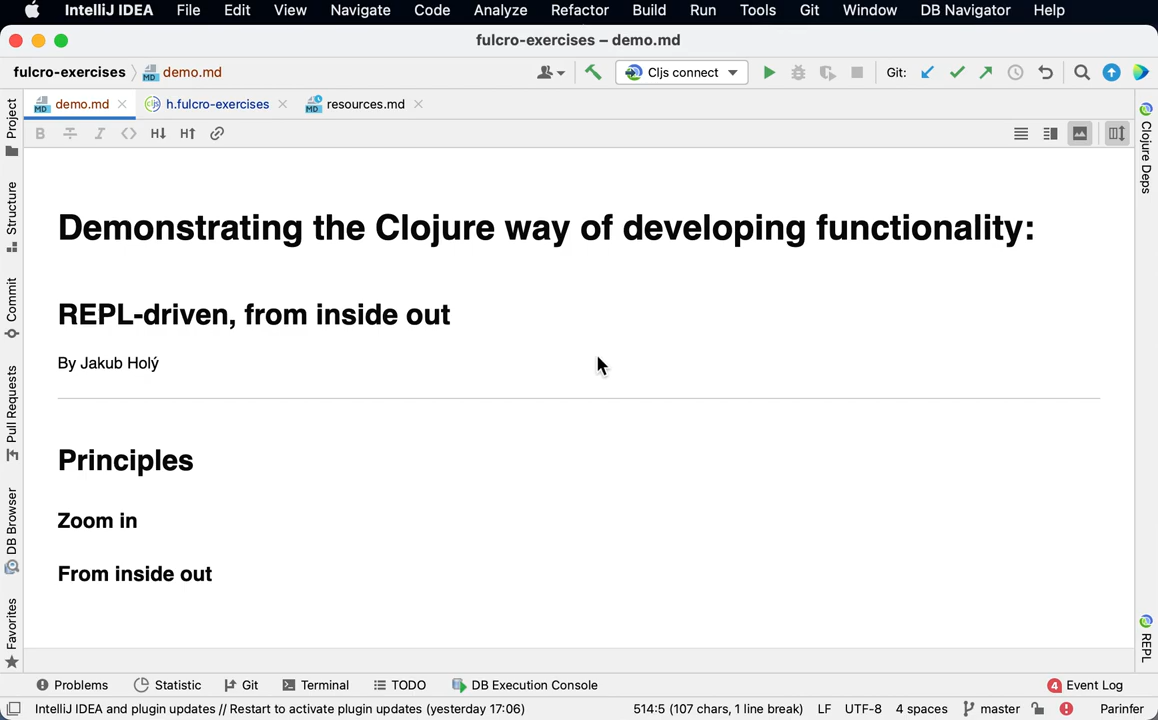 IntelliJ IDEA File Edit View Navigate Code Analyze Refactor Build Run Tools Git Window DB Navigator Help
fulcro-exercises – demo.md
fulcro-exercises demo.md Cljs connect Git:
demo.md h.fulcro-exercises resources.md
B I <> H↓ H↑
Project
Structure
Commit
Pull Requests
DB Browser
Favorites
Clojure Deps
REPL
Demonstrating the Clojure way of developing functionality:
REPL-driven, from inside out
By Jakub Holý
Principles
Zoom in
From inside out
Problems Statistic Git Terminal TODO DB Execution Console 4 Event Log
IntelliJ IDEA and plugin updates // Restart to activate plugin updates (yesterday 17:06) 514:5 (107 chars, 1 line break) LF UTF-8 4 spaces master Parinfer